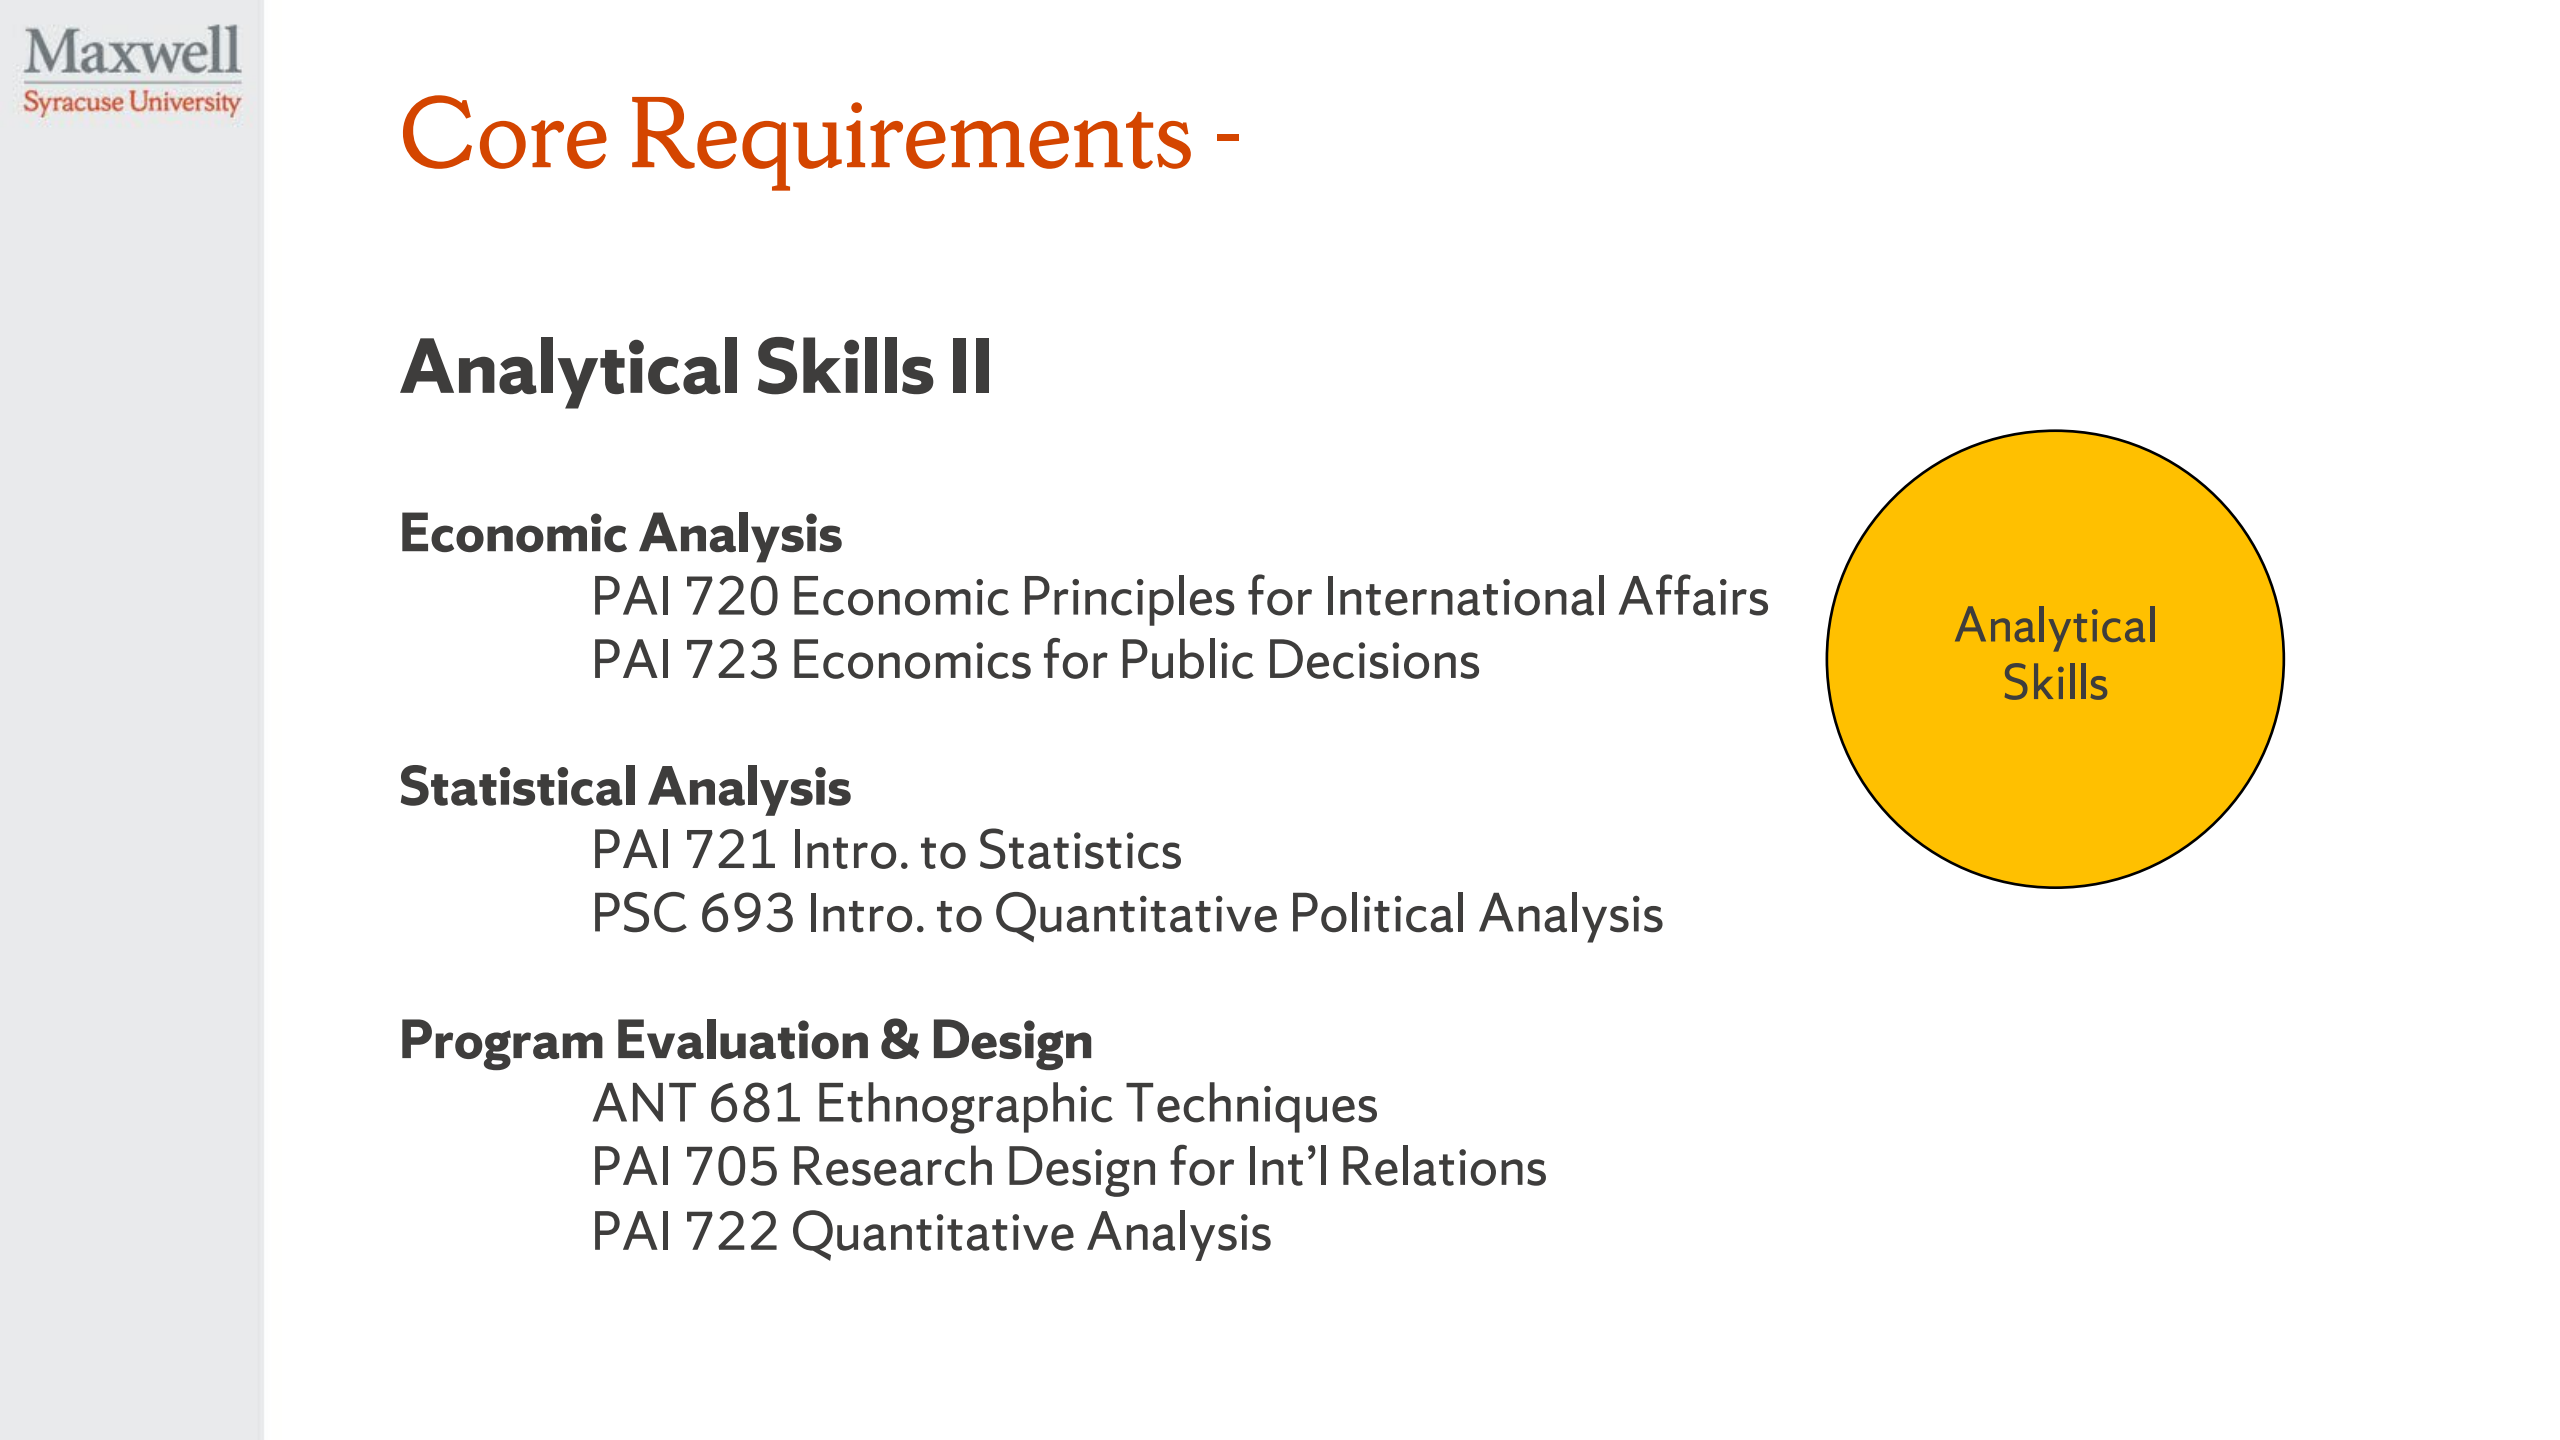 Maxwell
Syracuse University
Core Requirements -
Analytical Skills II
Economic Analysis
PAI 720 Economic Principles for International Affairs
PAI 723 Economics for Public Decisions
Statistical Analysis
PAI 721 Intro. to Statistics
PSC 693 Intro. to Quantitative Political Analysis
Program Evaluation & Design
ANT 681 Ethnographic Techniques
PAI 705 Research Design for Int’l Relations
PAI 722 Quantitative Analysis
Analytical
Skills